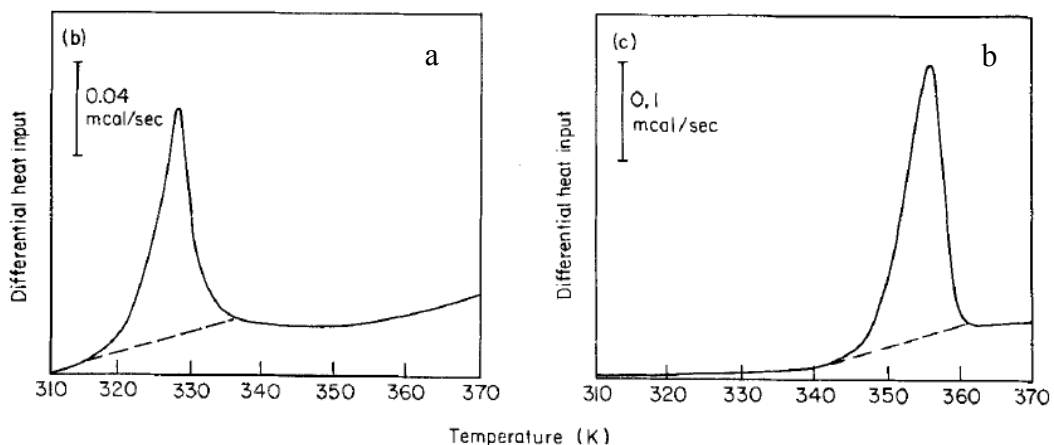 (b)
a
0.04
mcal/sec
Differential heat input
310 320 330 340 350 360 370
(c)
b
0.1
mcal/sec
Differential heat input
310 320 330 340 350 360 370
Temperature (K)